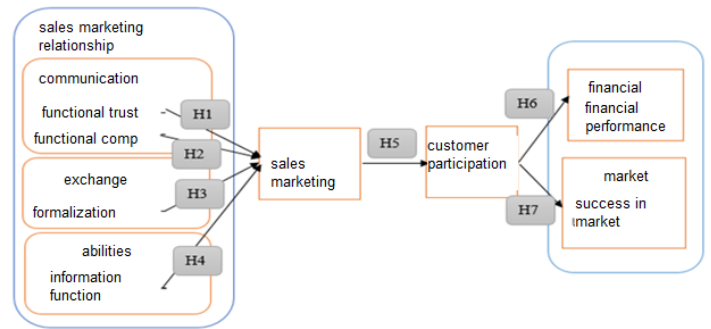 sales marketing
relationship
communication
functional trust
functional comp
exchange
formalization
abilities
information
function
H1
H2
H3
H4
sales
marketing
H5
customer
participation
H6
H7
financial
financial
performance
market
success in
market